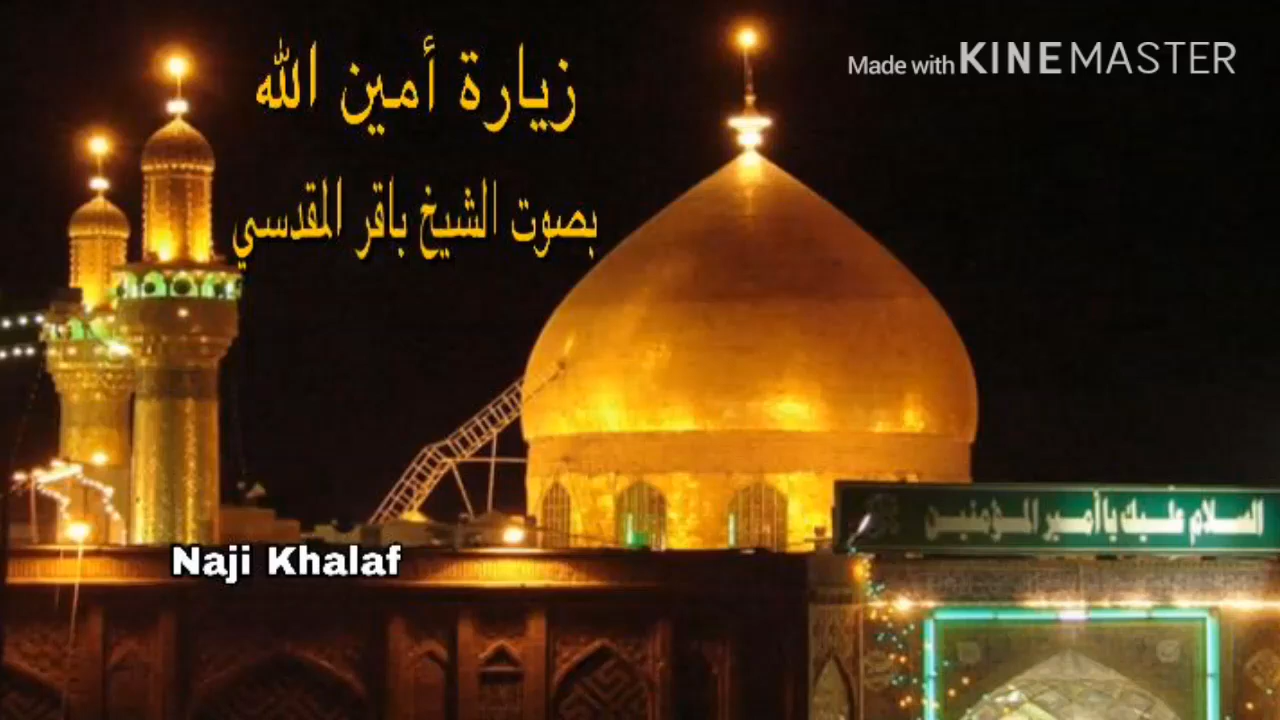 زيارة أمين الله
Made with KINEMASTER
بصوت الشيخ باقر المقدسي
السلام عليك يا أمير المؤمنين
Naji Khalaf